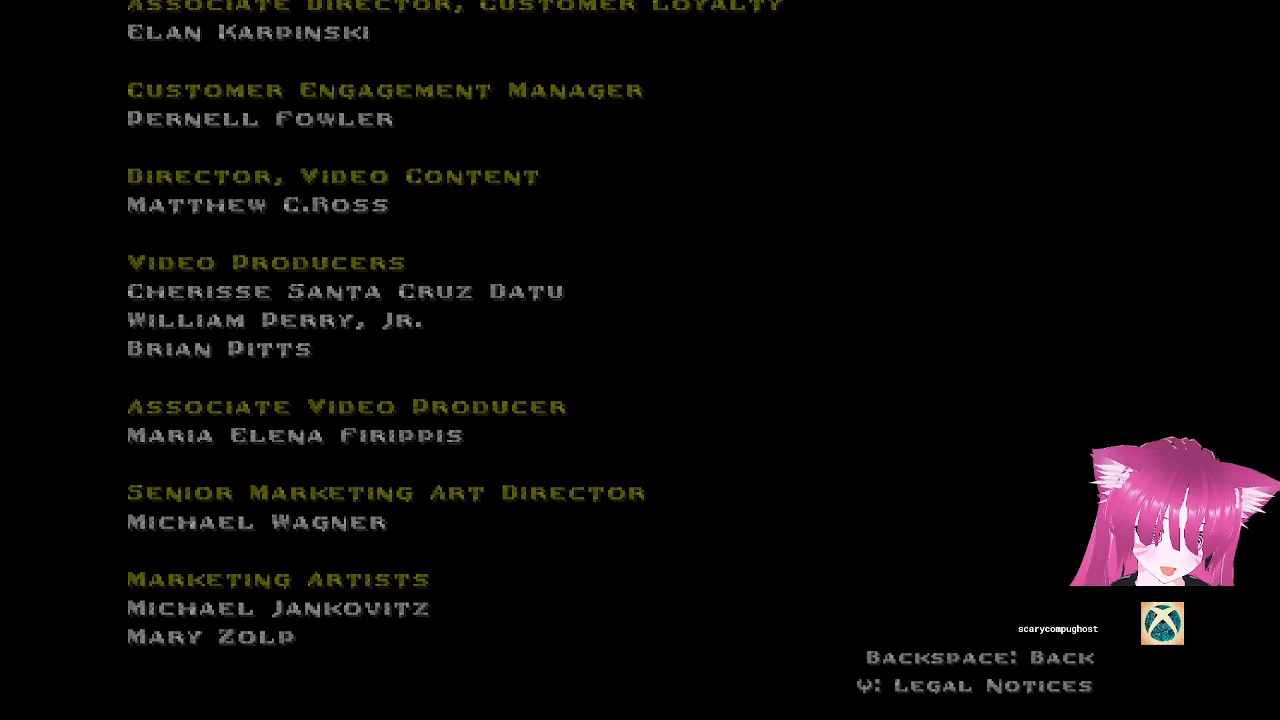 Associate Director, Customer Loyalty
Elan Karpinski
Customer Engagement Manager
Pernell Fowler
Director, Video Content
Matthew C.Ross
Video Producers
Cherisse Santa Cruz Datu
William Perry, Jr.
Brian Pitts
Associate Video Producer
Maria Elena Firippis
Senior Marketing Art Director
Michael Wagner
Marketing Artists
Michael Jankovitz
Mary Zolp
scarycompughost
Backspace: Back
V: Legal Notices